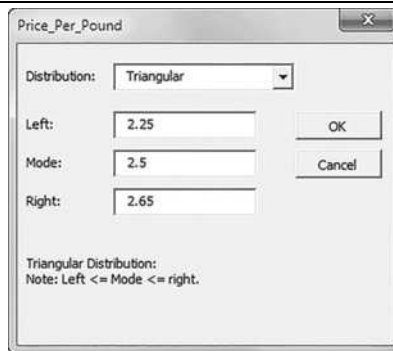 Price_Per_Pound
Distribution: Triangular
Left: 2.25 OK
Mode: 2.5 Cancel
Right: 2.65
Triangular Distribution:
Note: Left <= Mode <= right.